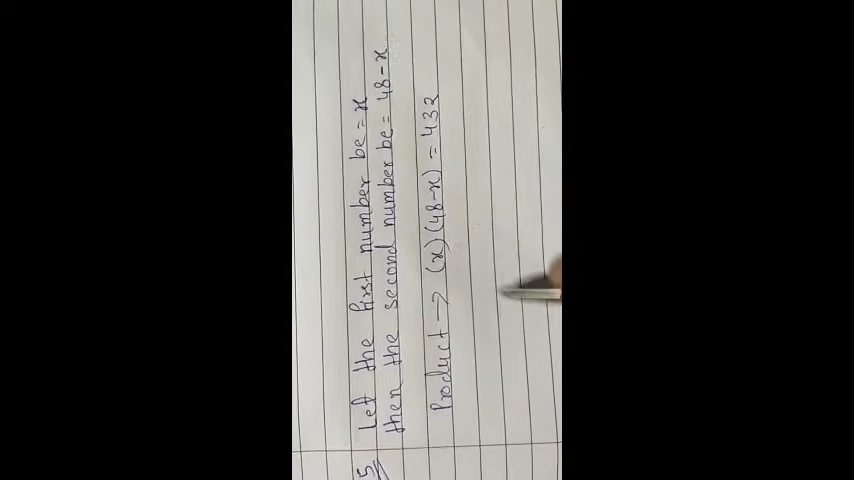 5 Let the first number be = x
then the second number be = 48-x
Product → (x)(48-x) = 432